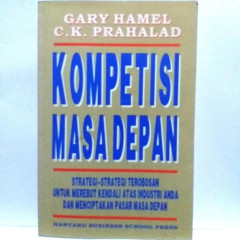 GARY HAMEL
C.K. PRAHALAD
KOMPETISI
MASA DEPAN
STRATEGI-STRATEGI TEROBOSAN
UNTUK MEREBUT KENDALI ATAS INDUSTRI ANDA
DAN MENCIPTAKAN PASAR MASA DEPAN
HARVARD BUSINESS SCHOOL PRESS